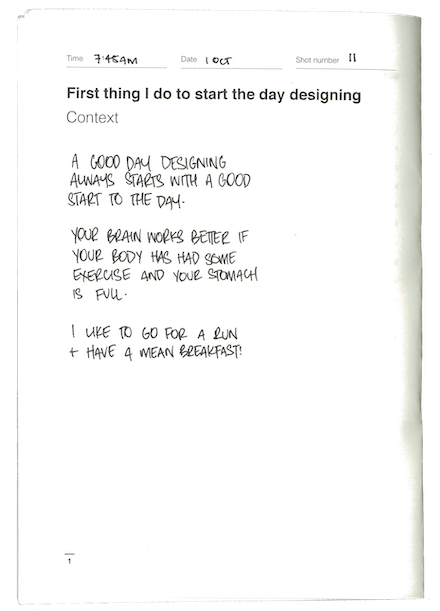 Time 7:45AM Date 1 OCT Shot number 11
First thing I do to start the day designing
Context
A GOOD DAY DESIGNING
ALWAYS STARTS WITH A GOOD
START TO THE DAY.
YOUR BRAIN WORKS BETTER IF
YOUR BODY HAS HAD SOME
EXERCISE AND YOUR STOMACH
IS FULL.
I LIKE TO GO FOR A RUN
+ HAVE A MEAN BREAKFAST!
1